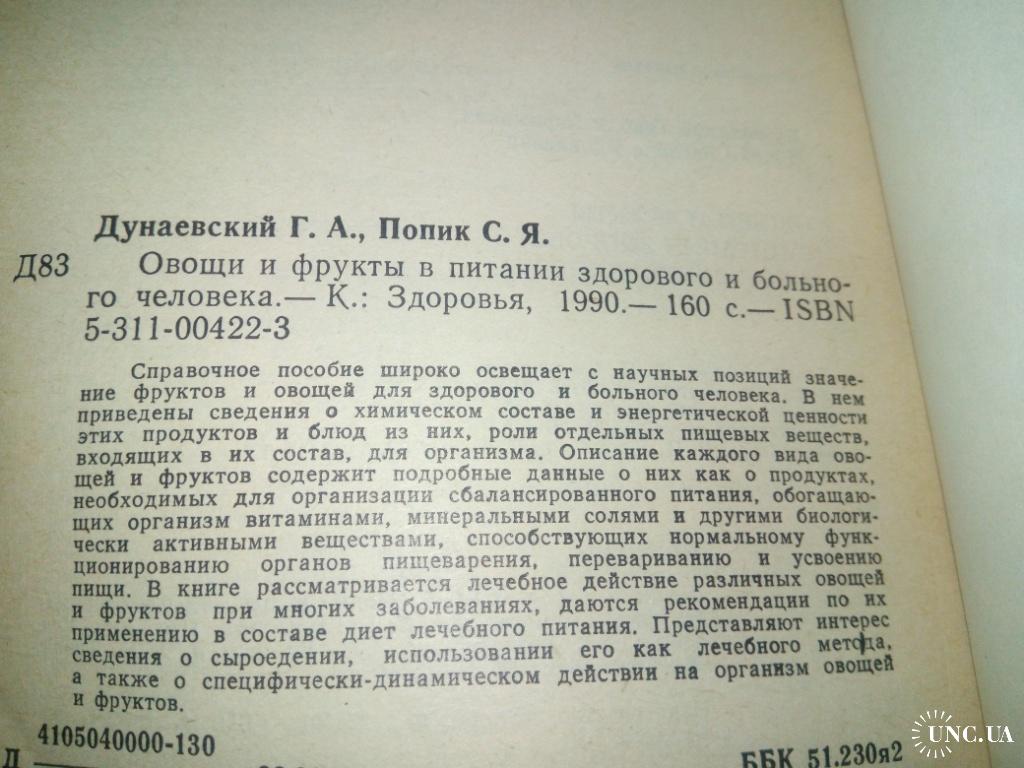 Дунаевский Г. А., Попик С. Я.
Д83 Овощи и фрукты в питании здорового и больно-
го человека.— К.: Здоровья, 1990.— 160 с.— ISBN
5-311-00422-3
Справочное пособие широко освещает с научных позиций значе-
ние фруктов и овощей для здорового и больного человека. В нем
приведены сведения о химическом составе и энергетической ценности
этих продуктов и блюд из них, роли отдельных пищевых веществ,
входящих в их состав, для организма. Описание каждого вида ово-
щей и фруктов содержит подробные данные о них как о продуктах,
необходимых для организации сбалансированного питания, обогащаю-
щих организм витаминами, минеральными солями и другими биологи-
чески активными веществами, способствующих нормальному функ-
ционированию органов пищеварения, перевариванию и усвоению
пищи. В книге рассматривается лечебное действие различных овощей
и фруктов при многих заболеваниях, даются рекомендации по их
применению в составе диет лечебного питания. Представляют интерес
сведения о сыроедении, использовании его как лечебного метода,
а также о специфически-динамическом действии на организм овощей
и фруктов.
4105040000-130
Д
ББК 51.230я2
UNC.UA